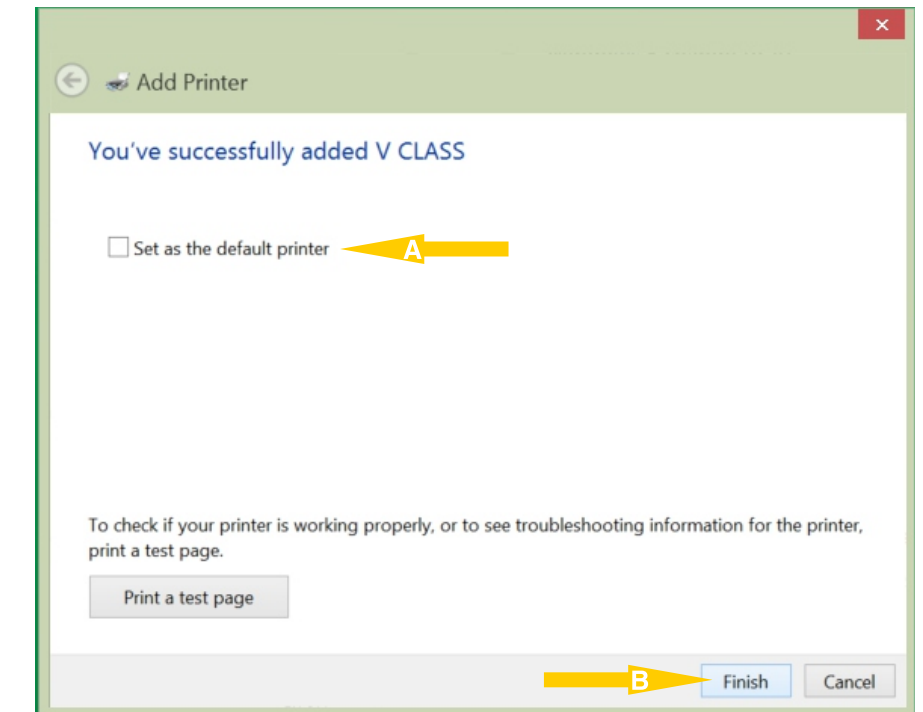 ×
Add Printer
You've successfully added V CLASS
Set as the default printer
A
To check if your printer is working properly, or to see troubleshooting information for the printer,
print a test page.
Print a test page
B
Finish
Cancel